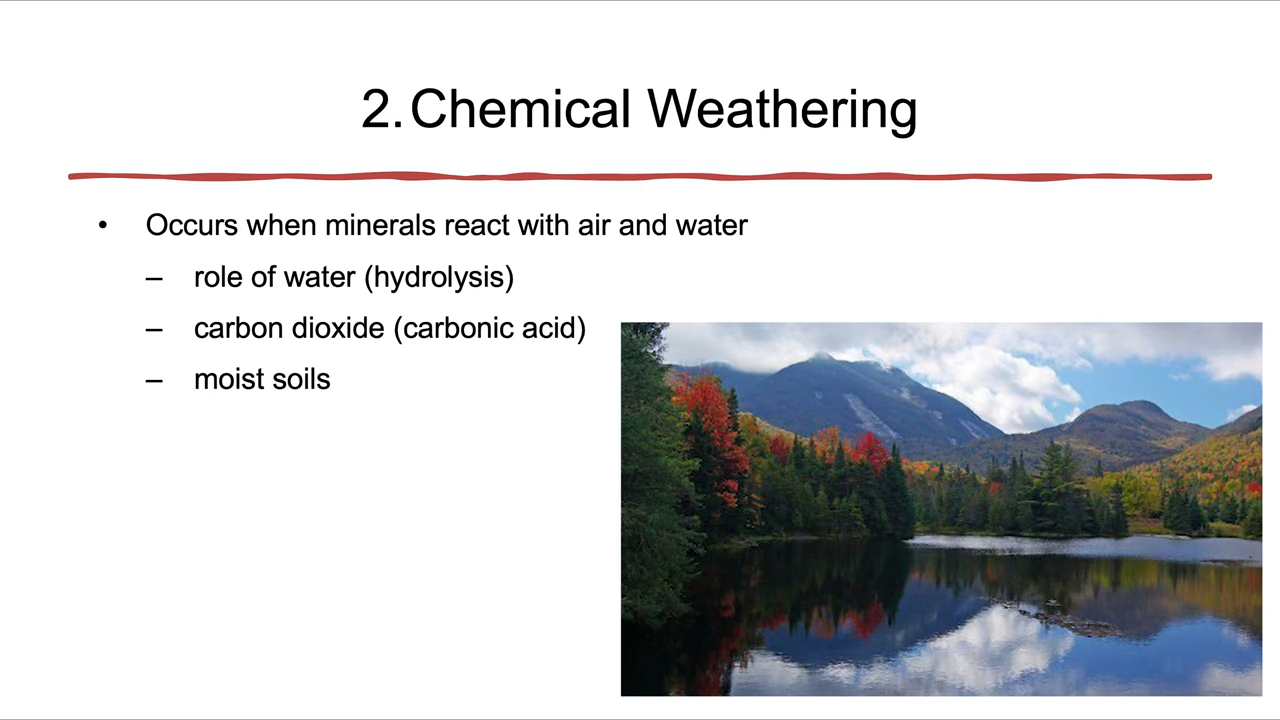 2. Chemical Weathering
• Occurs when minerals react with air and water
– role of water (hydrolysis)
– carbon dioxide (carbonic acid)
– moist soils